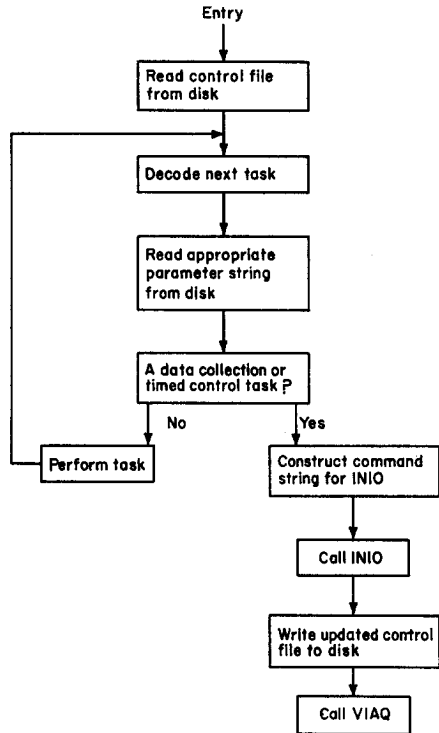 Entry
Read control file
from disk
Decode next task
Read appropriate
parameter string
from disk
A data collection or
timed control task?
No
Yes
Perform task
Construct command
string for INIO
Call INIO
Write updated control
file to disk
Call VIAQ